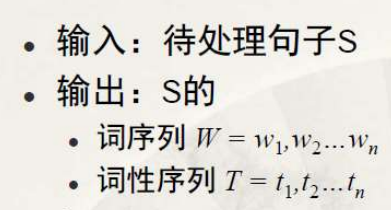 • 输入：待处理句子S
• 输出：S的
• 词序列 W = w₁,w₂…wₙ
• 词性序列 T = t₁,t₂…tₙ